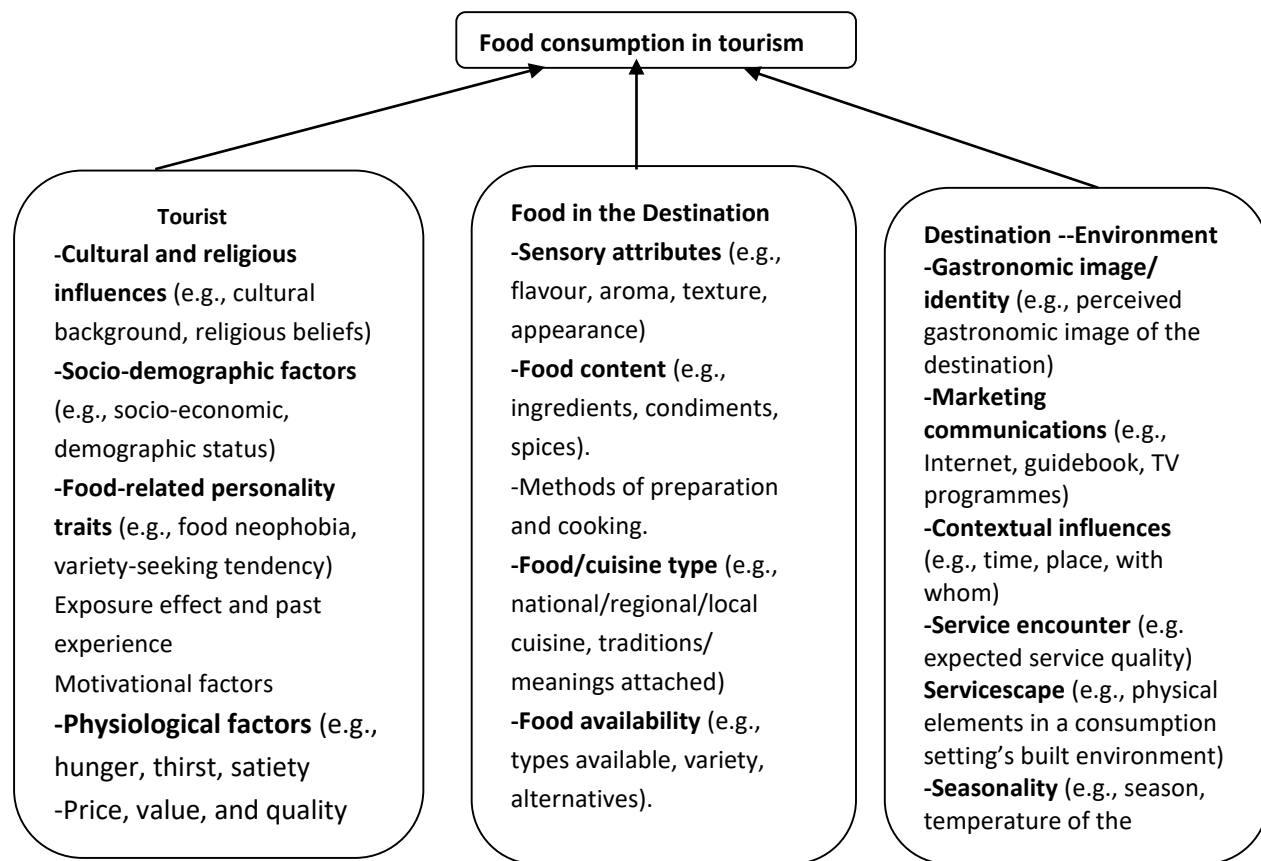 Food consumption in tourism
Tourist
-Cultural and religious
influences (e.g., cultural
background, religious beliefs)
-Socio-demographic factors
(e.g., socio-economic,
demographic status)
-Food-related personality
traits (e.g., food neophobia,
variety-seeking tendency)
Exposure effect and past
experience
Motivational factors
-Physiological factors (e.g.,
hunger, thirst, satiety
-Price, value, and quality
Food in the Destination
-Sensory attributes (e.g.,
flavour, aroma, texture,
appearance)
-Food content (e.g.,
ingredients, condiments,
spices).
-Methods of preparation
and cooking.
-Food/cuisine type (e.g.,
national/regional/local
cuisine, traditions/
meanings attached)
-Food availability (e.g.,
types available, variety,
alternatives).
Destination --Environment
-Gastronomic image/
identity (e.g., perceived
gastronomic image of the
destination)
-Marketing
communications (e.g.,
Internet, guidebook, TV
programmes)
-Contextual influences
(e.g., time, place, with
whom)
-Service encounter (e.g.
expected service quality)
Servicescape (e.g., physical
elements in a consumption
setting’s built environment)
-Seasonality (e.g., season,
temperature of the